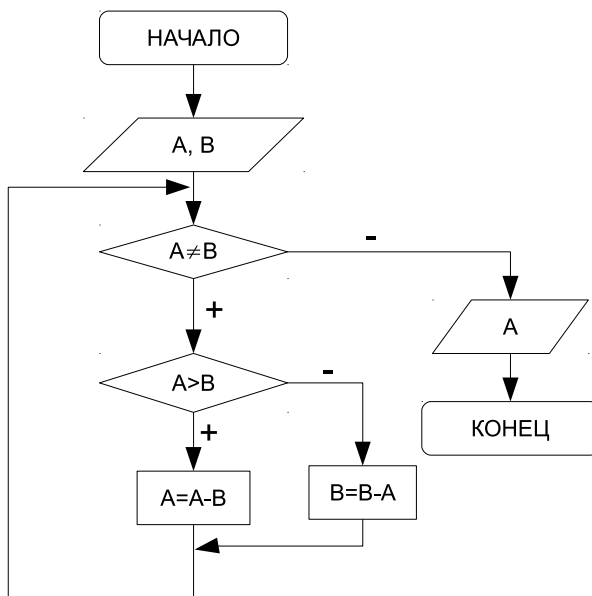 НАЧАЛО
A, B
A≠B
-
+
A
A>B
-
+
КОНЕЦ
A=A-B
B=B-A